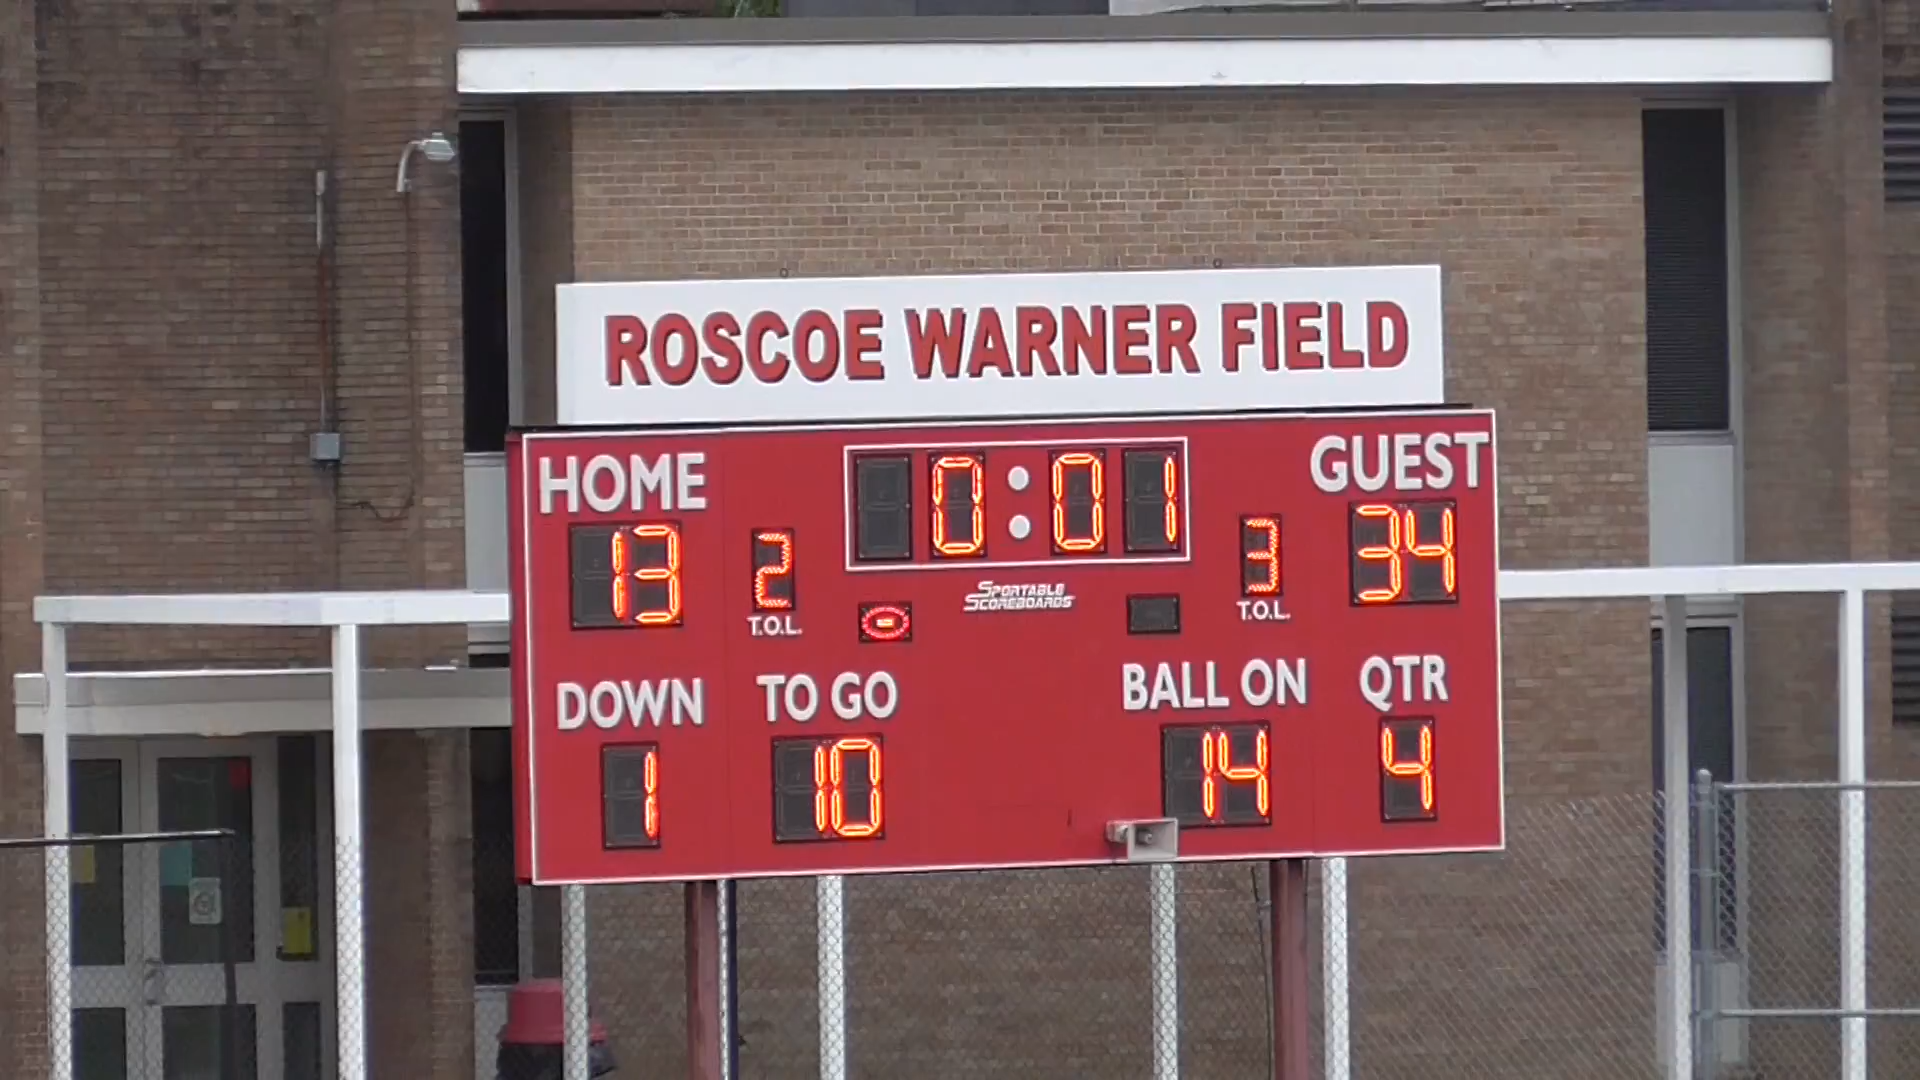 ROSCOE WARNER FIELD
HOME
GUEST
0:01
13
2
3
34
T.O.L.
SPORTABLE
SCOREBOARDS
T.O.L.
DOWN
TO GO
BALL ON
QTR
1
10
14
4